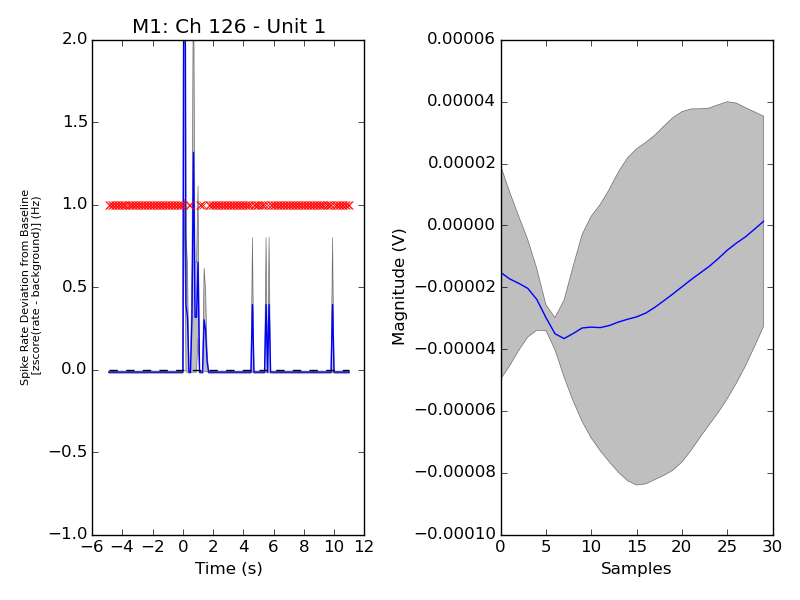 M1: Ch 126 - Unit 1
Spike Rate Deviation from Baseline
[zscore(rate - background)] (Hz)
2.0
1.5
1.0
0.5
0.0
−0.5
−1.0
−6 −4 −2 0 2 4 6 8 10 12
Time (s)
Magnitude (V)
0.00006
0.00004
0.00002
0.00000
−0.00002
−0.00004
−0.00006
−0.00008
−0.00010
0 5 10 15 20 25 30
Samples